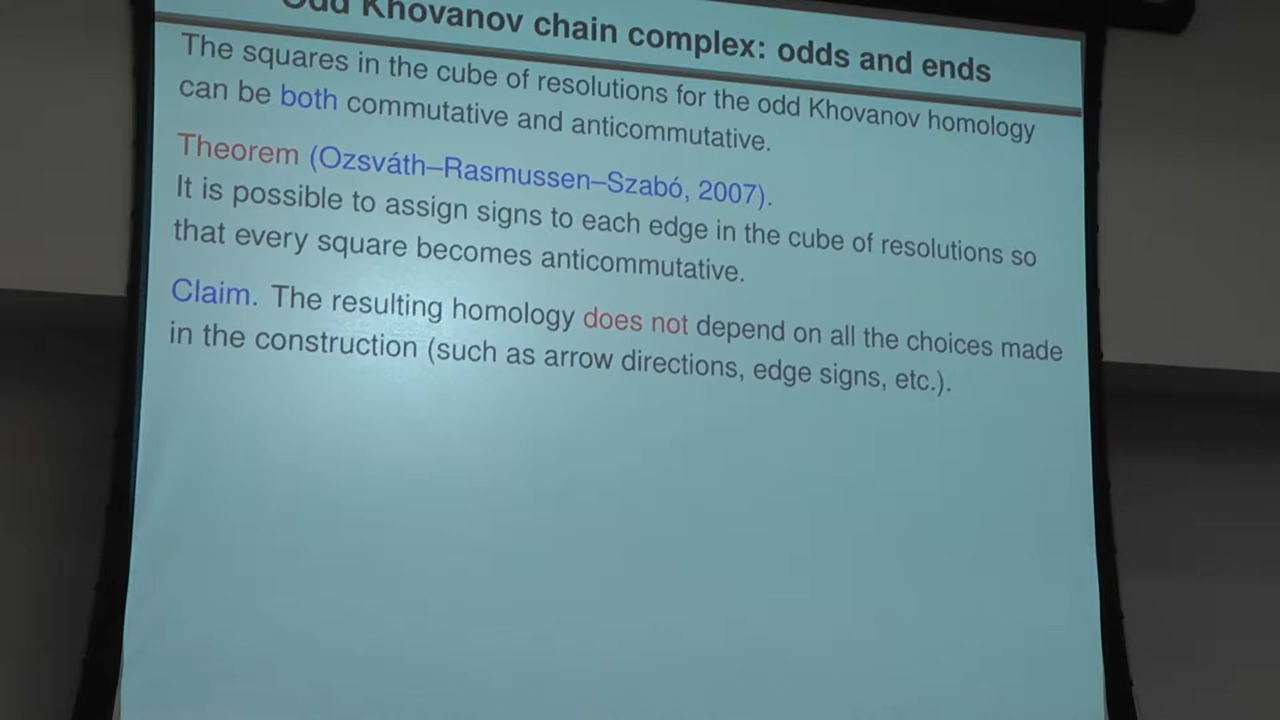 Odd Khovanov chain complex: odds and ends
The squares in the cube of resolutions for the odd Khovanov homology
can be both commutative and anticommutative.
Theorem (Ozsváth–Rasmussen–Szabó, 2007).
It is possible to assign signs to each edge in the cube of resolutions so
that every square becomes anticommutative.
Claim. The resulting homology does not depend on all the choices made
in the construction (such as arrow directions, edge signs, etc.).